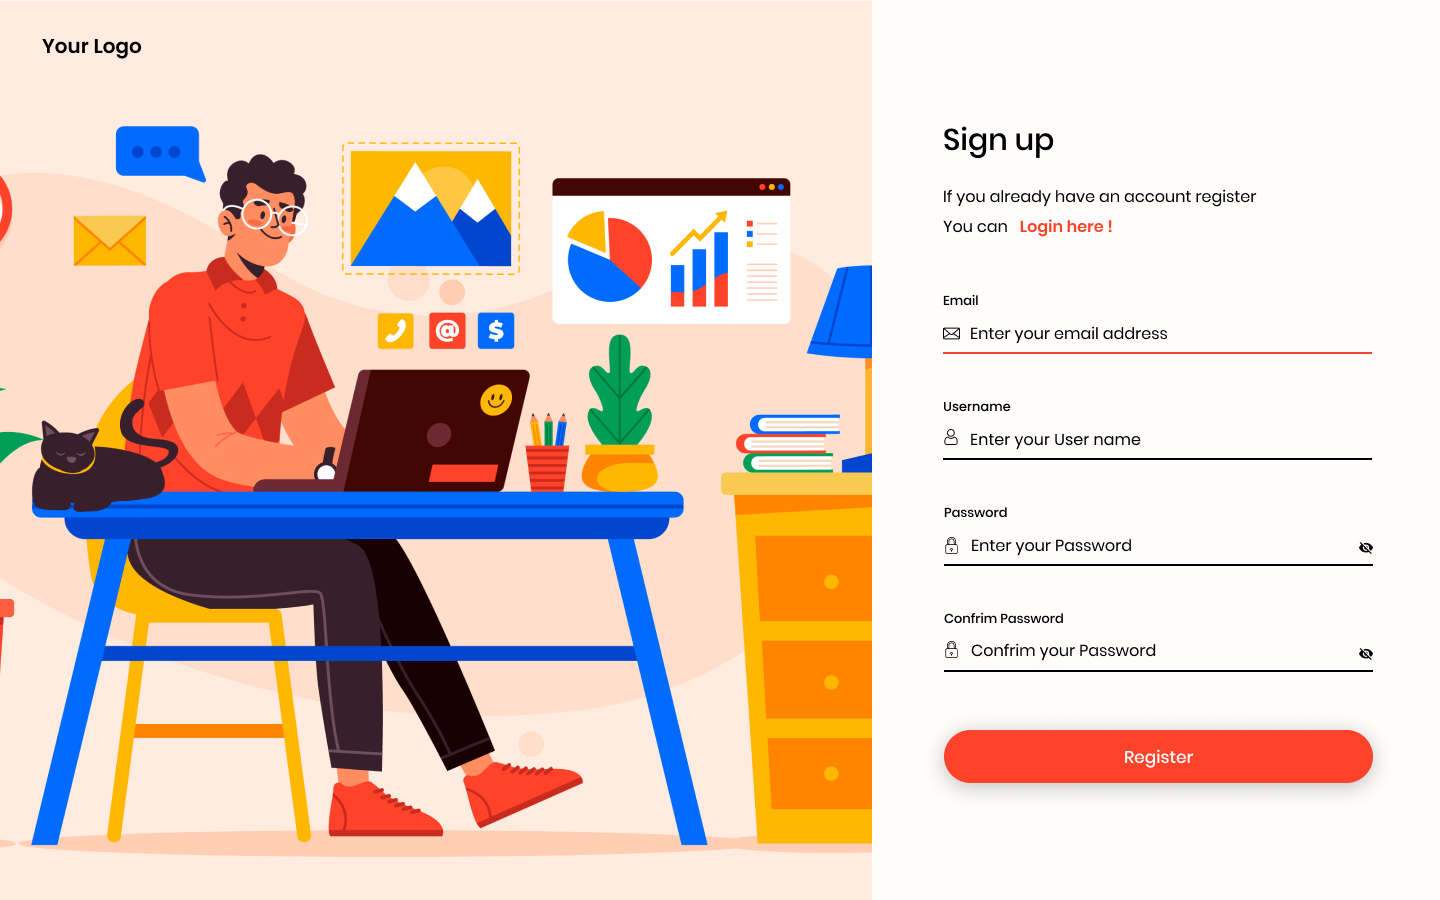 Your Logo
@
$
Sign up
If you already have an account register
You can Login here !
Email
Enter your email address
Username
Enter your User name
Password
Enter your Password
Confrim Password
Confrim your Password
Register